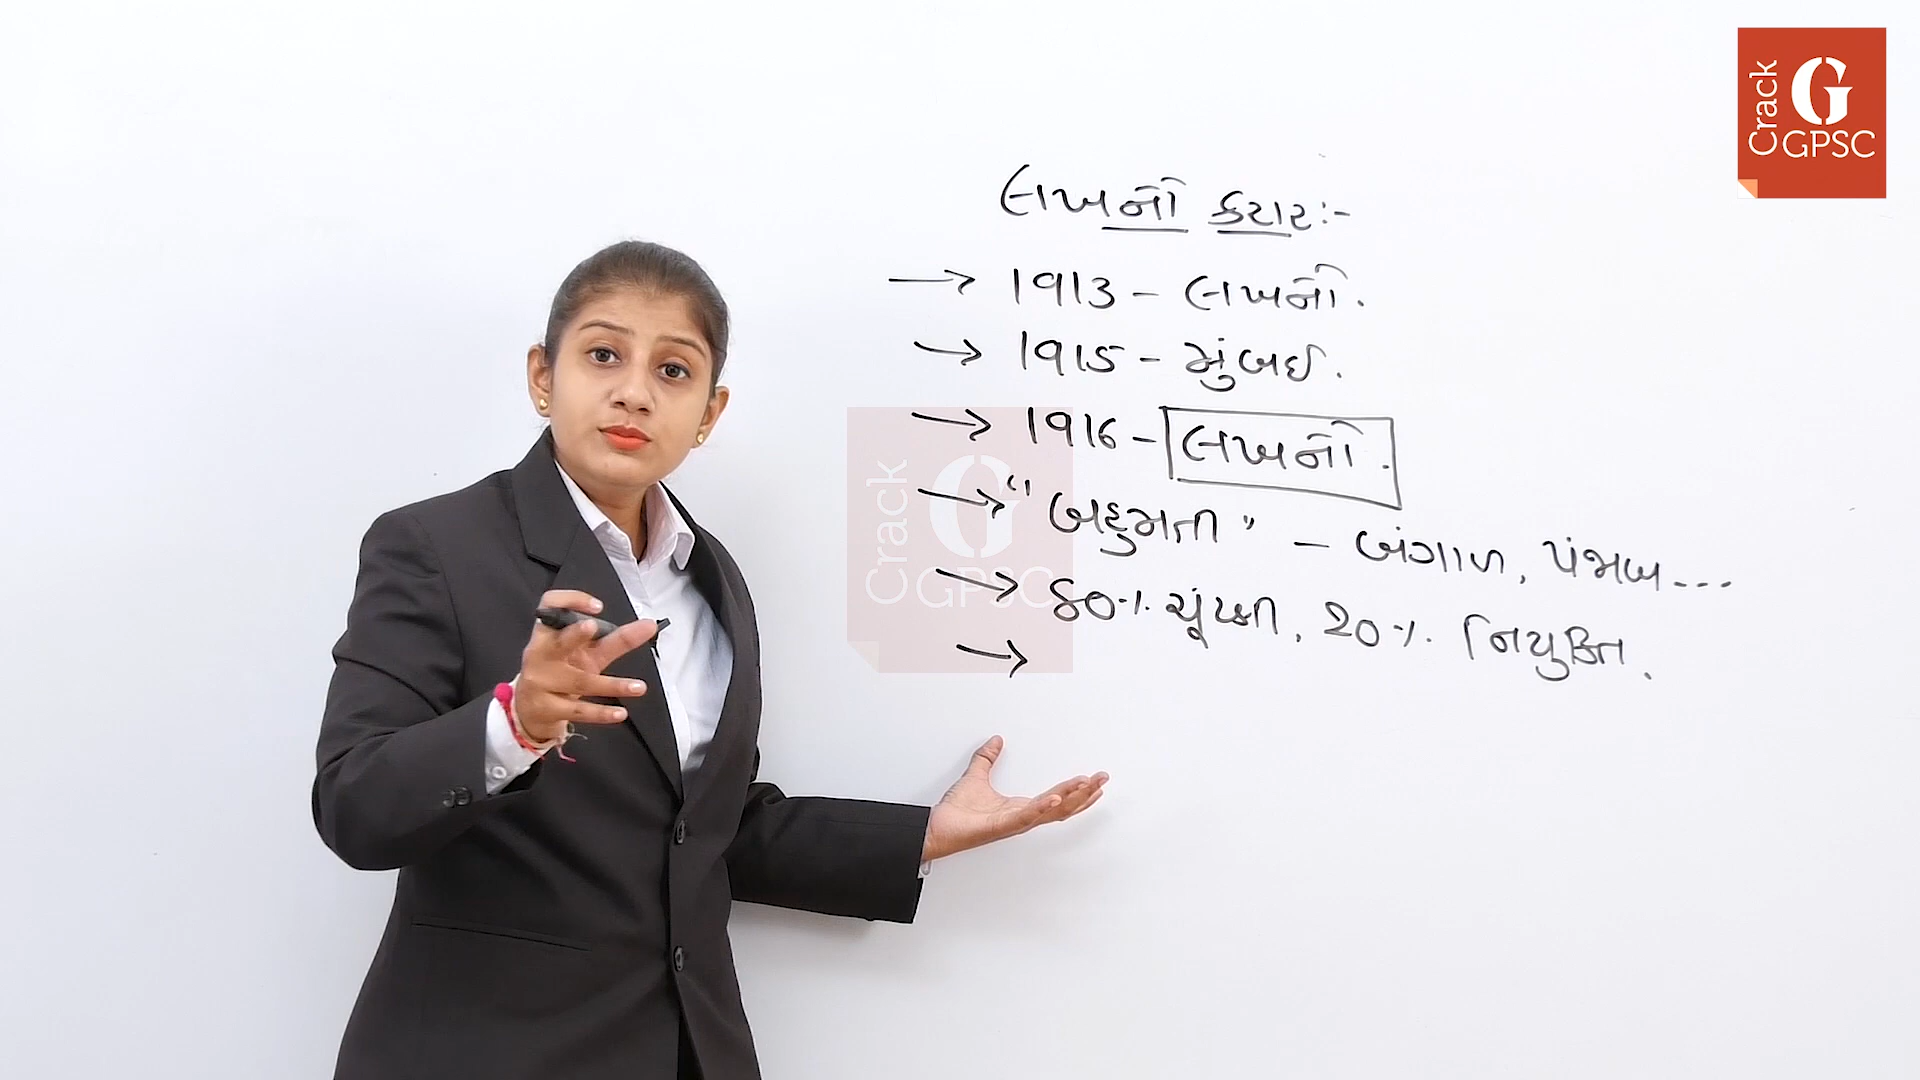 Crack
GPSC
લખનૌ કરાર:-
→ 1913 - લખનૌ.
→ 1915 - મુંબઈ.
→ 1916 - લખનૌ.
→ "બહુમતી" - બંગાળ, પંજાબ...
→ 80% ચૂંટણી, 20% નિયુક્તિ.
→
Crack
GPSC